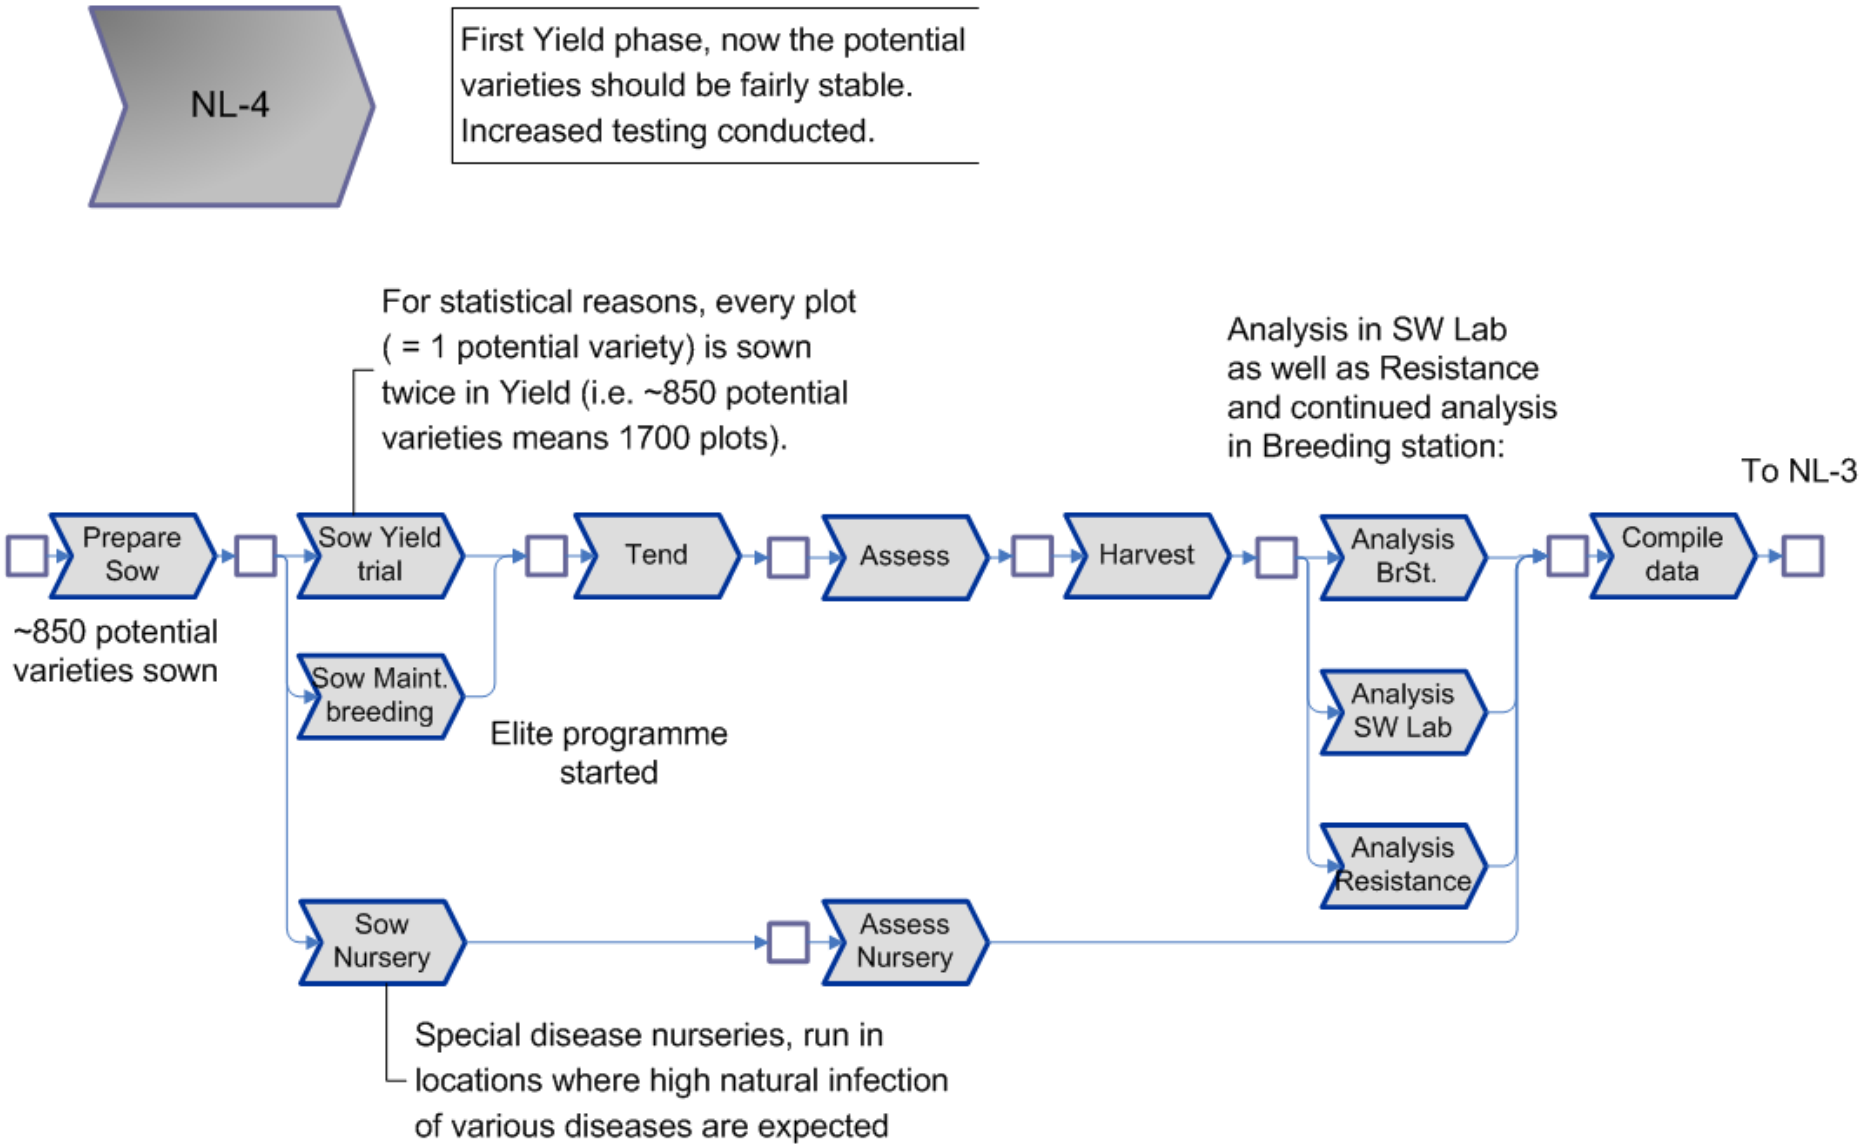 NL-4
First Yield phase, now the potential
varieties should be fairly stable.
Increased testing conducted.
For statistical reasons, every plot
( = 1 potential variety) is sown
twice in Yield (i.e. ~850 potential
varieties means 1700 plots).
Analysis in SW Lab
as well as Resistance
and continued analysis
in Breeding station:
To NL-3
Prepare
Sow
Sow Yield
trial
Tend
Assess
Harvest
Analysis
BrSt.
Compile
data
~850 potential
varieties sown
Sow Maint.
breeding
Elite programme
started
Analysis
SW Lab
Analysis
Resistance
Sow
Nursery
Assess
Nursery
Special disease nurseries, run in
locations where high natural infection
of various diseases are expected